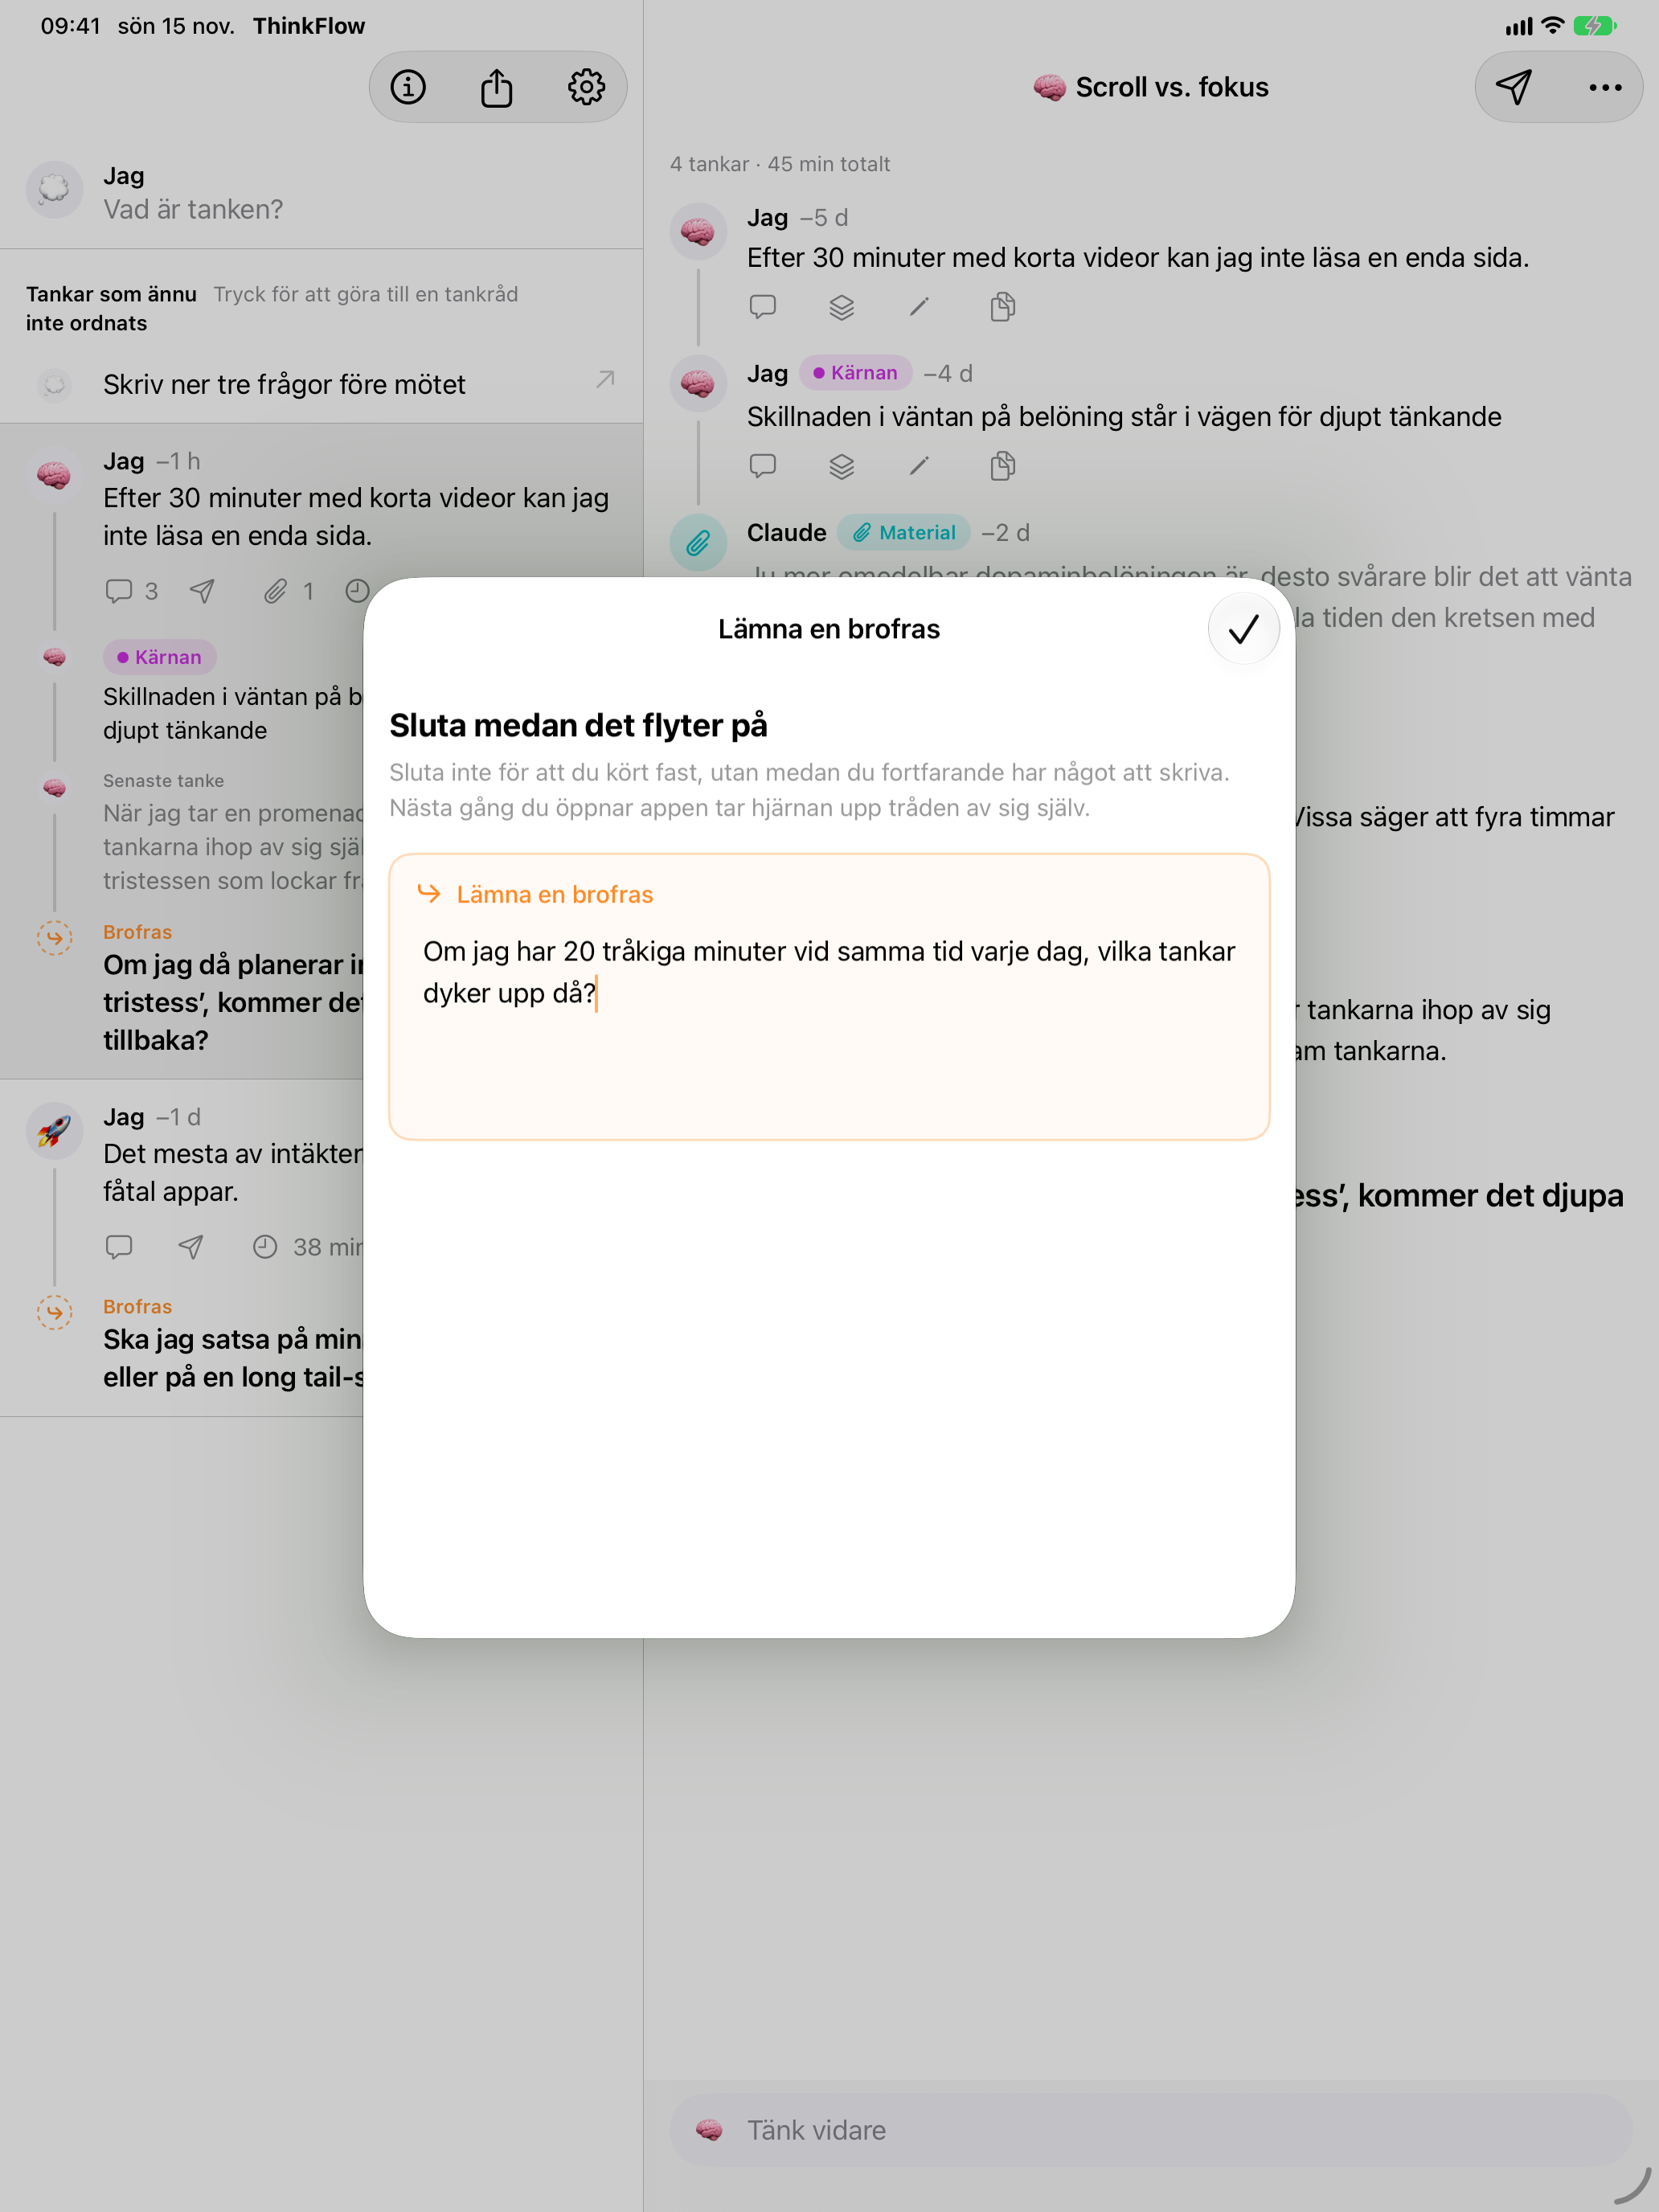 09:41 sön 15 nov. ThinkFlow
Jag
Vad är tanken?
Tankar som ännu inte ordnats
Tryck för att göra till en tankråd
Skriv ner tre frågor före mötet
Jag –1 h
Efter 30 minuter med korta videor kan jag
inte läsa en enda sida.
3 1
Kärnan
Skillnaden i väntan på b
djupt tänkande
Senaste tanke
När jag tar en promenad
tankarna ihop av sig sjä
tristessen som lockar fr
Brofras
Om jag då planerar i
tristess’, kommer de
tillbaka?
Jag –1 d
Det mesta av intäkter
fåtal appar.
38 min
Brofras
Ska jag satsa på min
eller på en long tail-s
Scroll vs. fokus
4 tankar · 45 min totalt
Jag –5 d
Efter 30 minuter med korta videor kan jag inte läsa en enda sida.
Jag Kärnan –4 d
Skillnaden i väntan på belöning står i vägen för djupt tänkande
Claude Material –2 d
Ju mer omedelbar dopaminbelöningen är, desto svårare blir det att vänta
la tiden den kretsen med
Vissa säger att fyra timmar
tankarna ihop av sig
am tankarna.
ess’, kommer det djupa
Tänk vidare
Lämna en brofras
Sluta medan det flyter på
Sluta inte för att du kört fast, utan medan du fortfarande har något att skriva.
Nästa gång du öppnar appen tar hjärnan upp tråden av sig själv.
Lämna en brofras
Om jag har 20 tråkiga minuter vid samma tid varje dag, vilka tankar
dyker upp då?